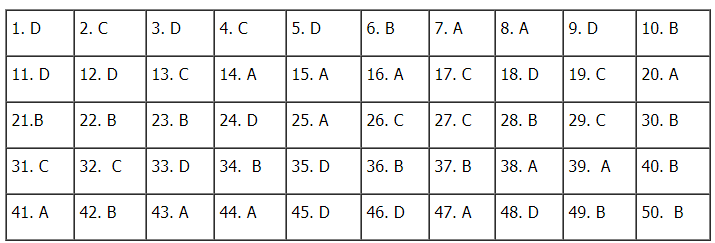 1. D 2. C 3. D 4. C 5. D 6. B 7. A 8. A 9. D 10. B
11. D 12. D 13. C 14. A 15. A 16. A 17. C 18. D 19. C 20. A
21.B 22. B 23. B 24. D 25. A 26. C 27. C 28. B 29. C 30. B
31. C 32. C 33. D 34. B 35. D 36. B 37. B 38. A 39. A 40. B
41. A 42. B 43. A 44. A 45. D 46. D 47. A 48. D 49. B 50. B